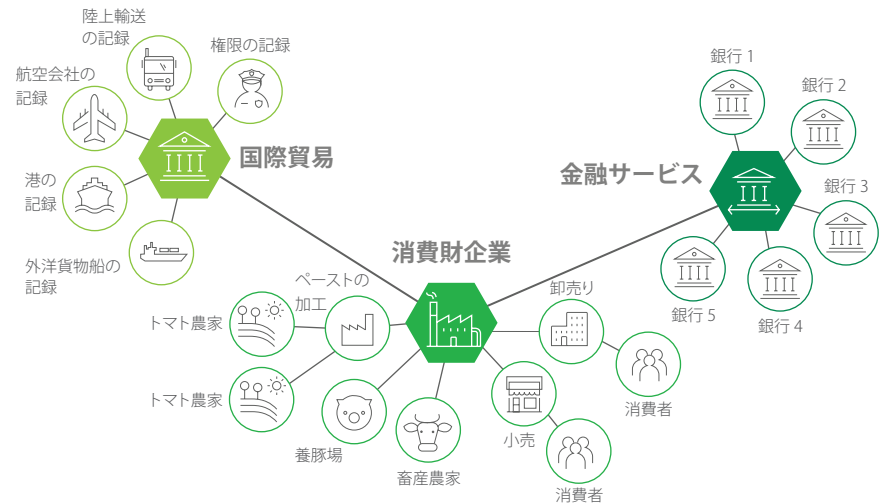 陸上輸送
の記録
権限の記録
航空会社の
記録
国際貿易
港の
記録
外洋貨物船の
記録
銀行 1
銀行 2
金融サービス
銀行 3
銀行 5
銀行 4
消費財企業
ペーストの
加工
卸売り
トマト農家
トマト農家
消費者
養豚場
小売
畜産農家
消費者